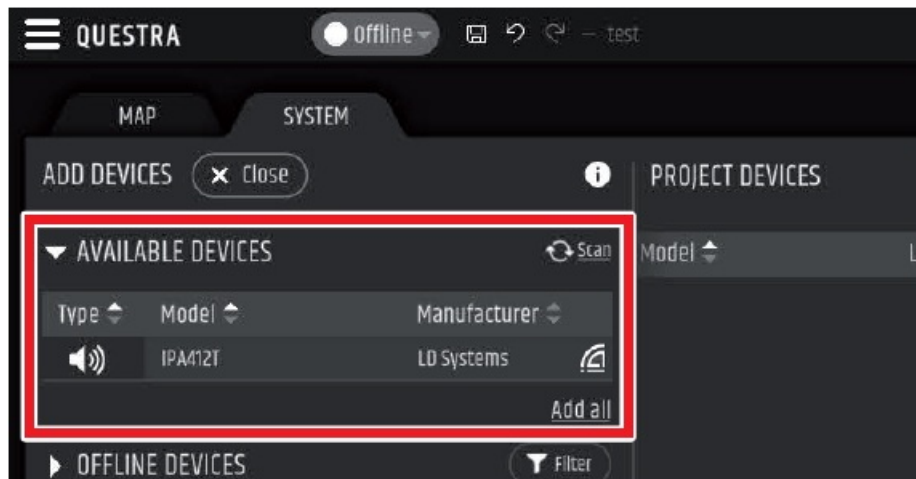 QUESTRA Offline – test
MAP SYSTEM
ADD DEVICES × Close i PROJECT DEVICES
AVAILABLE DEVICES Scan Model
Type Model Manufacturer
IPA412T LD Systems
Add all
OFFLINE DEVICES Filter